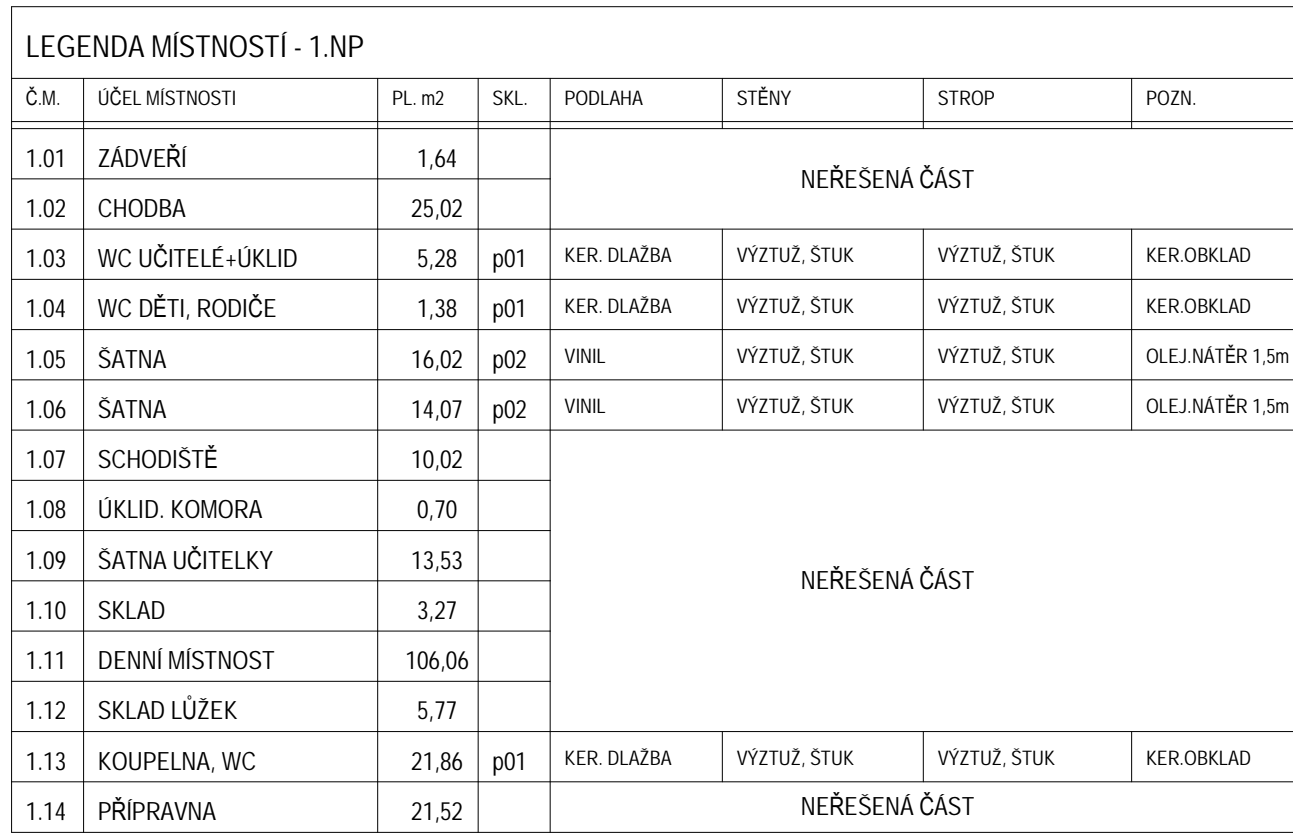 LEGENDA MÍSTNOSTÍ - 1.NP
Č.M. ÚČEL MÍSTNOSTI PL. m2 SKL. PODLAHA STĚNY STROP POZN.
1.01 ZÁDVEŘÍ 1,64
NEŘEŠENÁ ČÁST
1.02 CHODBA 25,02
1.03 WC UČITELÉ+ÚKLID 5,28 p01 KER. DLAŽBA VÝZTUŽ, ŠTUK VÝZTUŽ, ŠTUK KER.OBKLAD
1.04 WC DĚTI, RODIČE 1,38 p01 KER. DLAŽBA VÝZTUŽ, ŠTUK VÝZTUŽ, ŠTUK KER.OBKLAD
1.05 ŠATNA 16,02 p02 VINIL VÝZTUŽ, ŠTUK VÝZTUŽ, ŠTUK OLEJ.NÁTĚR 1,5m
1.06 ŠATNA 14,07 p02 VINIL VÝZTUŽ, ŠTUK VÝZTUŽ, ŠTUK OLEJ.NÁTĚR 1,5m
1.07 SCHODIŠTĚ 10,02
1.08 ÚKLID. KOMORA 0,70
1.09 ŠATNA UČITELKY 13,53
NEŘEŠENÁ ČÁST
1.10 SKLAD 3,27
1.11 DENNÍ MÍSTNOST 106,06
1.12 SKLAD LŮŽEK 5,77
1.13 KOUPELNA, WC 21,86 p01 KER. DLAŽBA VÝZTUŽ, ŠTUK VÝZTUŽ, ŠTUK KER.OBKLAD
1.14 PŘÍPRAVNA 21,52 NEŘEŠENÁ ČÁST